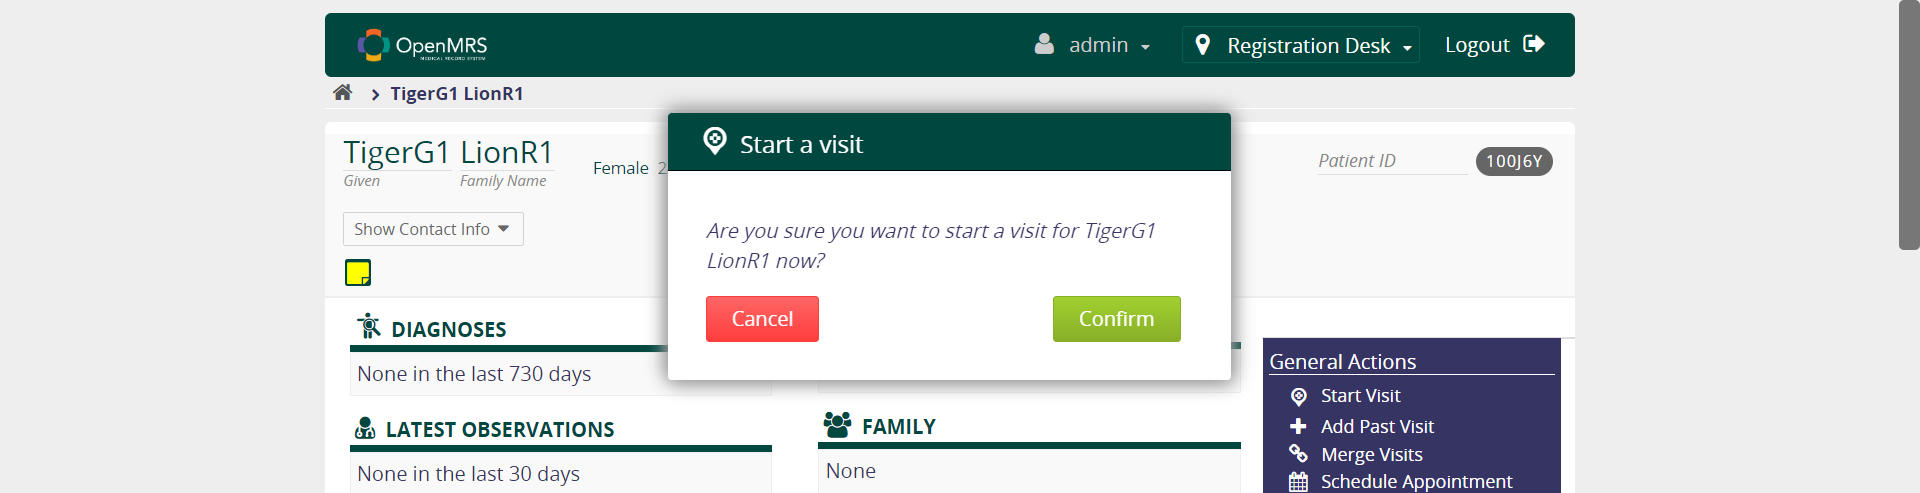 OpenMRS
MEDICAL RECORD SYSTEM
admin
Registration Desk
Logout
TigerG1 LionR1
TigerG1 LionR1
Given
Family Name
Female 2
Patient ID
100J6Y
Show Contact Info
Start a visit
Are you sure you want to start a visit for TigerG1
LionR1 now?
Cancel
Confirm
DIAGNOSES
None in the last 730 days
LATEST OBSERVATIONS
None in the last 30 days
FAMILY
None
General Actions
Start Visit
Add Past Visit
Merge Visits
Schedule Appointment